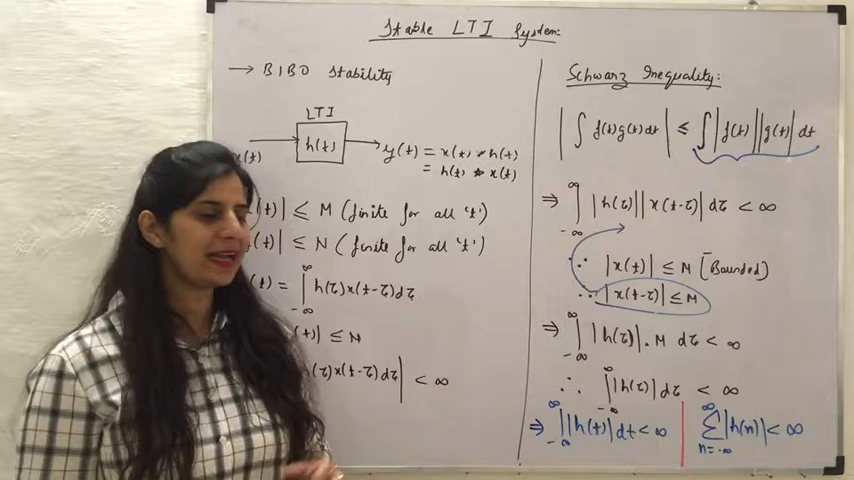 Stable LTI System:
→ BIBO stability
LTI
h(t)
x(t)
y(t) = x(t) * h(t)
= h(t) * x(t)
(t)| ≤ M (finite for all 't')
(t)| ≤ N (finite for all 't')
(t) = ∫_{-∞}^{∞} h(τ)x(t-τ)dτ
(t)| ≤ N
(τ)x(t-τ)dτ| < ∞
Schwarz Inequality:
|∫ f(t)g(t)dt| ≤ ∫|f(t)||g(t)| dt
⇒ ∫_{-∞}^{∞} |h(τ)||x(t-τ)| dτ < ∞
∵ |x(t)| ≤ M [Bounded]
∴ |x(t-τ)| ≤ M
⇒ ∫_{-∞}^{∞} |h(τ)|. M dτ < ∞
∴ ∫_{-∞}^{∞} |h(τ)| dτ < ∞
⇒ ∫_{-∞}^{∞} |h(t)| dt < ∞
∑_{n=-∞}^{∞} |h(n)| < ∞